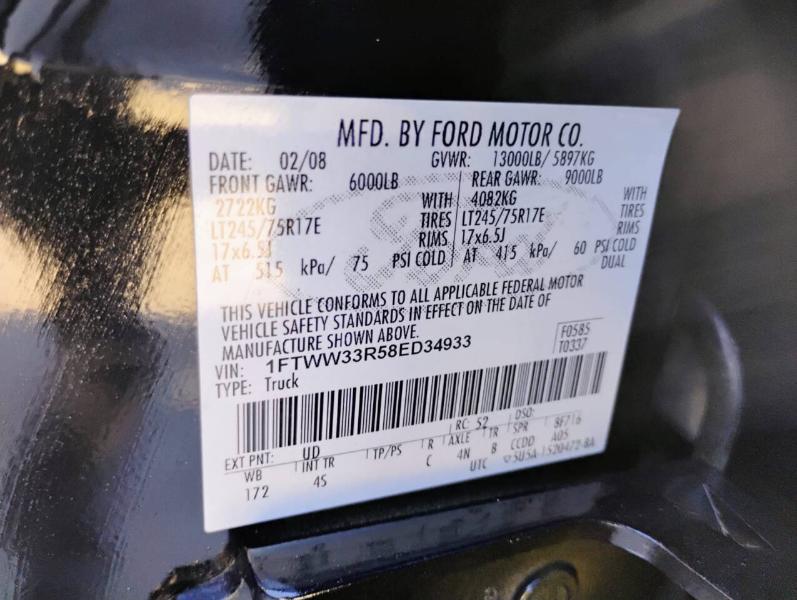 MFD. BY FORD MOTOR CO.
DATE: 02/08 GVWR: 13000LB/ 5897KG
FRONT GAWR: 6000LB REAR GAWR: 9000LB
2722KG WITH 4082KG WITH
LT245/75R17E TIRES LT245/75R17E TIRES
17x6.5J RIMS 17x6.5J RIMS
AT 515 kPa/ 75 PSI COLD AT 415 kPa/ 60 PSI COLD
DUAL
THIS VEHICLE CONFORMS TO ALL APPLICABLE FEDERAL MOTOR
VEHICLE SAFETY STANDARDS IN EFFECT ON THE DATE OF
MANUFACTURE SHOWN ABOVE.
VIN: 1FTWW33R58ED34933 F0585
TYPE: Truck T0337
RC: 52 DSO:
EXT PNT: UD
WB INT TR TP/PS R AXLE TR SPR BF716
172 4S C 4N B CCDD A05
UTC